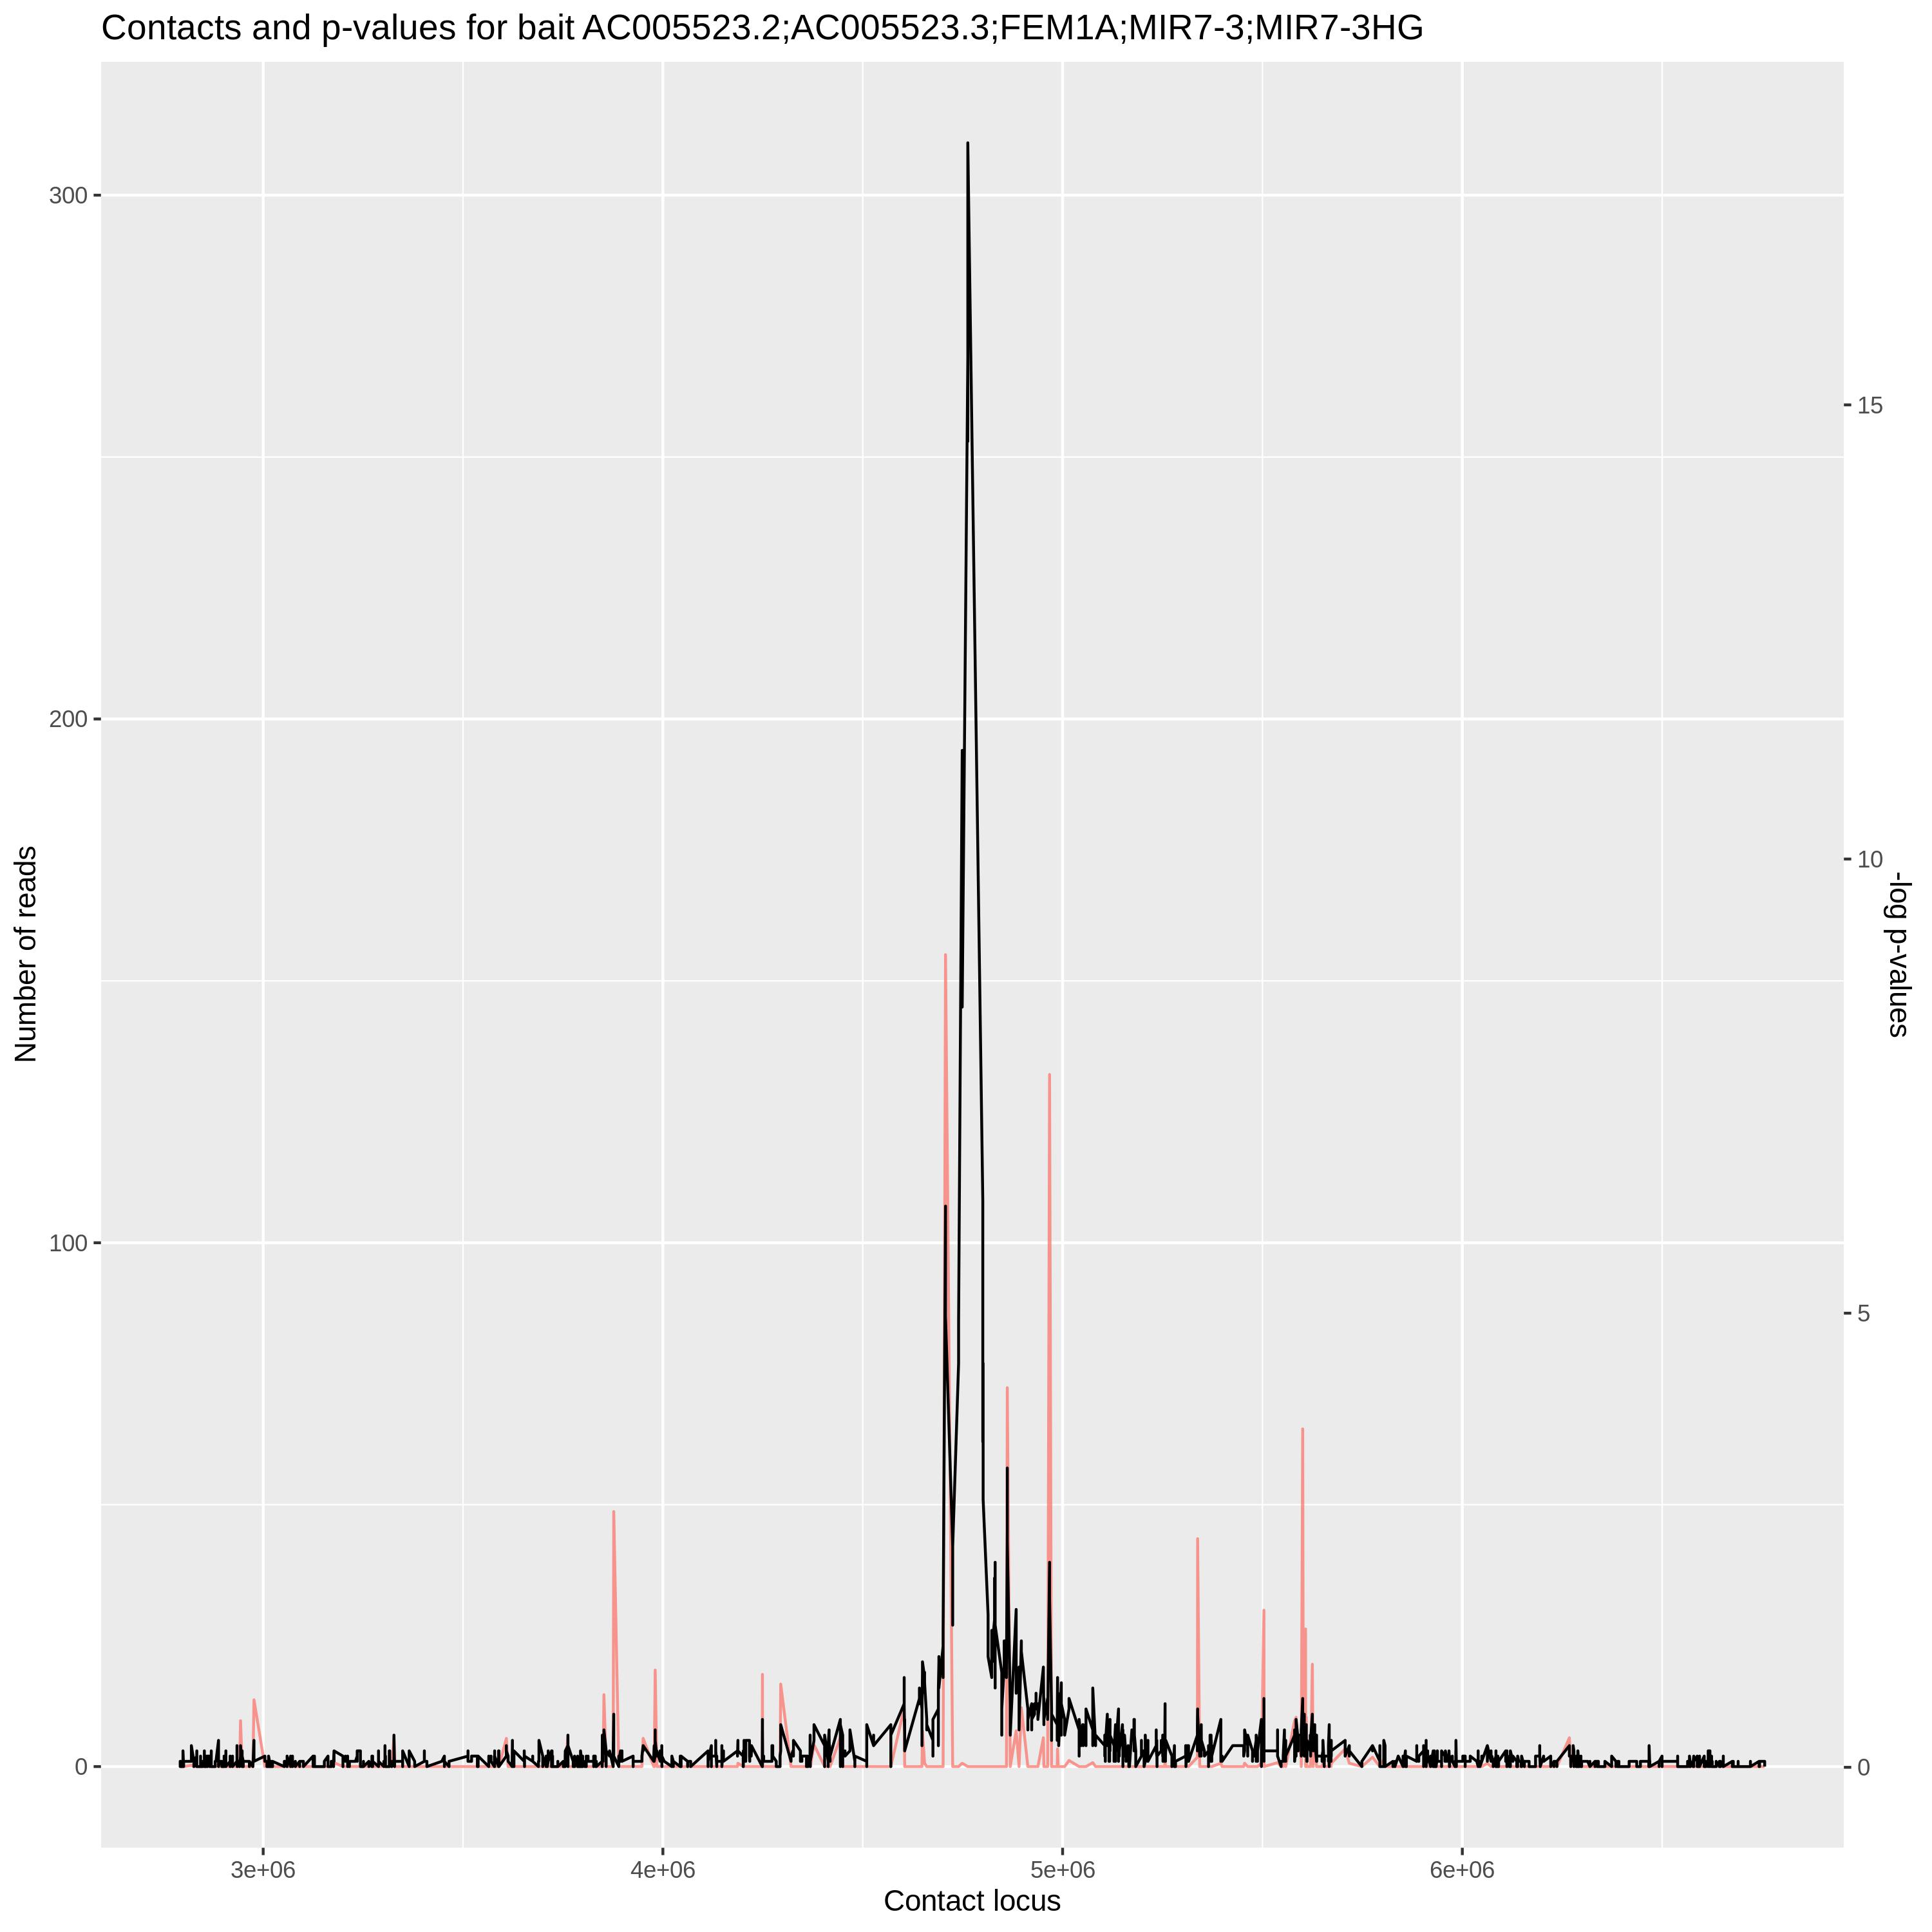 Contacts and p-values for bait AC005523.2;AC005523.3;FEM1A;MIR7-3;MIR7-3HG
300
200
100
0
Number of reads
15
10
5
0
-log p-values
3e+06
4e+06
5e+06
6e+06
Contact locus